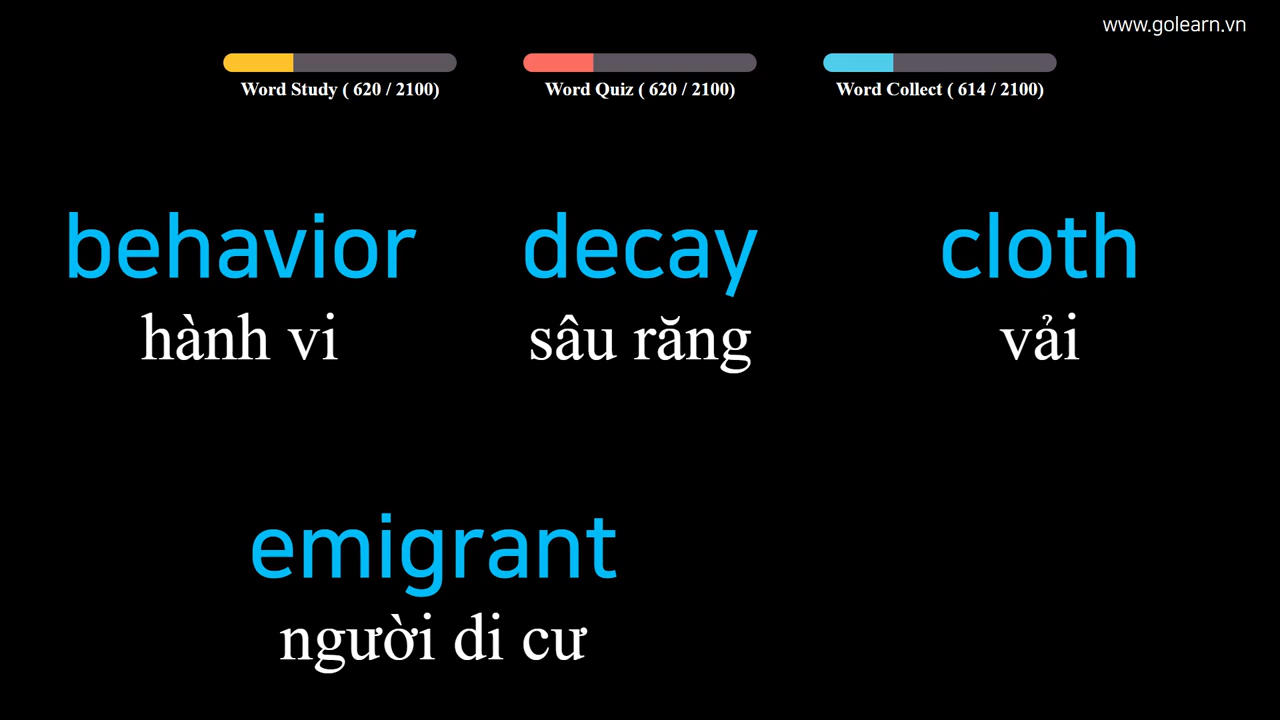 www.golearn.vn
Word Study ( 620 / 2100)
Word Quiz ( 620 / 2100)
Word Collect ( 614 / 2100)
behavior
hành vi
decay
sâu răng
cloth
vải
emigrant
người di cư